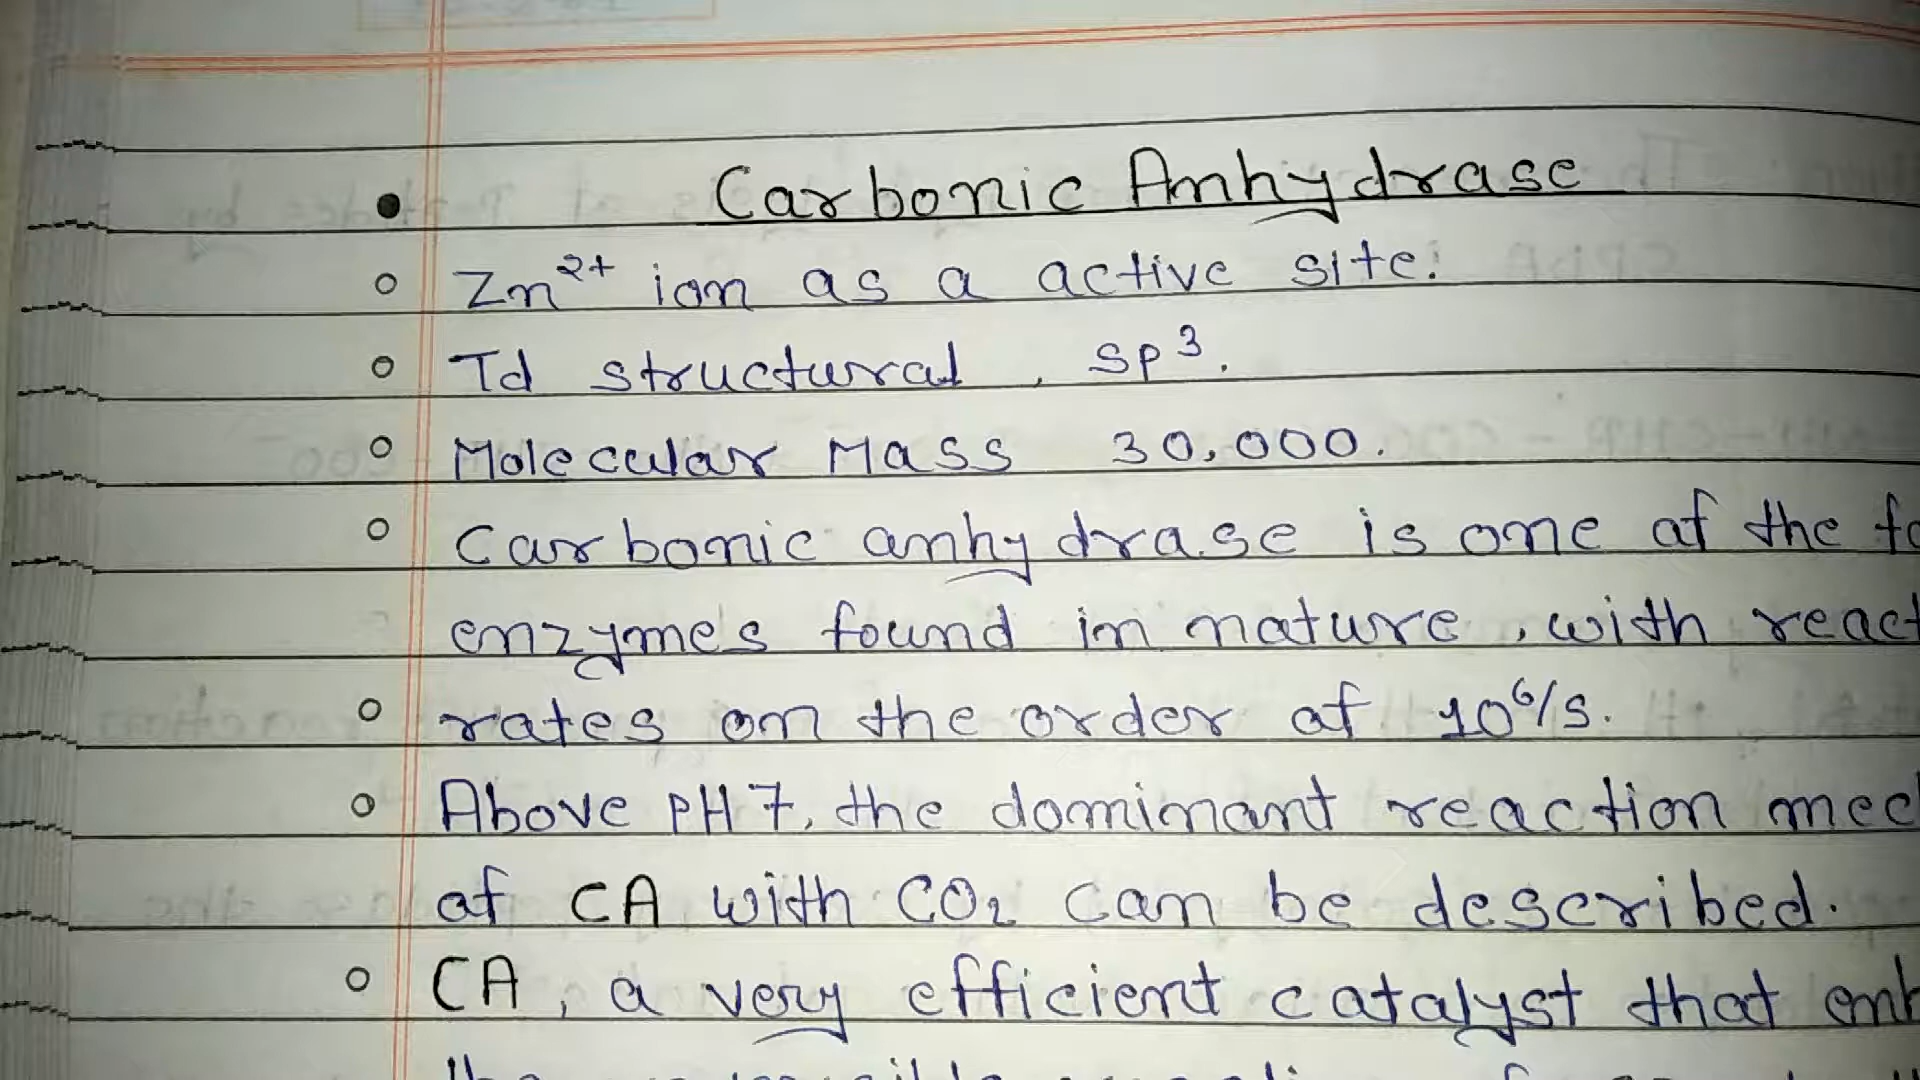 Carbonic Anhydrase
Zn²⁺ ion as a active site.
Td structural, sp³.
Molecular Mass 30,000.
Carbonic anhydrase is one of the
enzymes found in nature, with
rates on the order of 10⁶/s.
Above PH 7, the dominant reaction
of CA with CO₂ can be described.
CA, a very efficient catalyst that